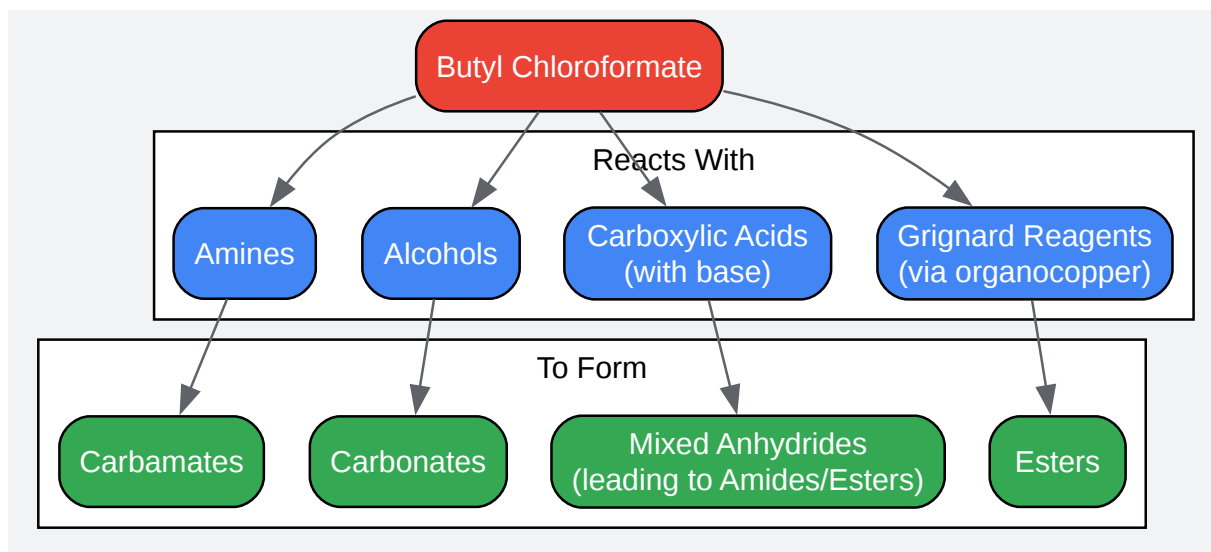 Butyl Chloroformate
Reacts With
Amines
Alcohols
Carboxylic Acids
(with base)
Grignard Reagents
(via organocopper)
To Form
Carbamates
Carbonates
Mixed Anhydrides
(leading to Amides/Esters)
Esters